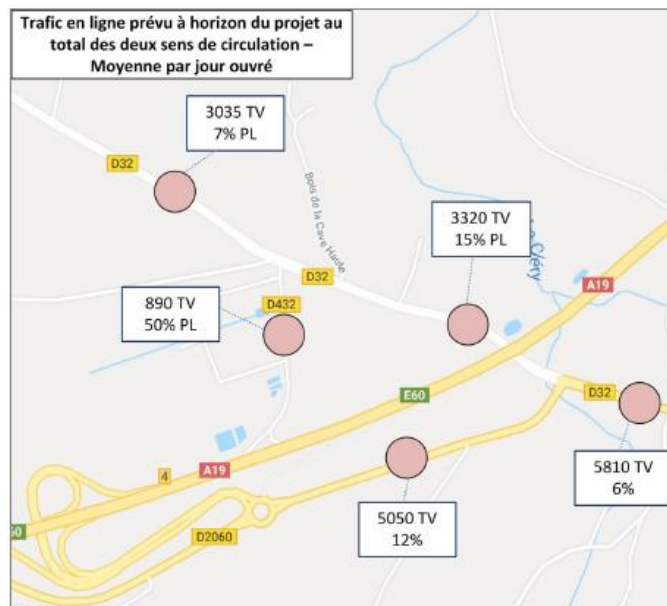 Trafic en ligne prévu à horizon du projet au
total des deux sens de circulation –
Moyenne par jour ouvré
3035 TV
7% PL
D32
Bois de la Cave Haute
3320 TV
15% PL
A19
D32
890 TV
50% PL
D432
E60
D32
4
A19
5810 TV
6%
5050 TV
12%
D2060